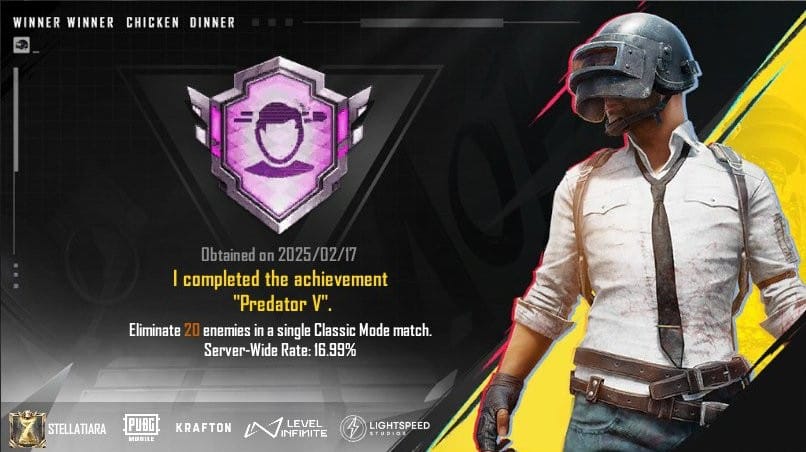 WINNER WINNER CHICKEN DINNER
Obtained on 2025/02/17
I completed the achievement
"Predator V".
Eliminate 20 enemies in a single Classic Mode match.
Server-Wide Rate: 16.99%
STELLATIARA
PUBG
MOBILE
KRAFTON
LEVEL
INFINITE
LIGHTSPEED
STUDIOS